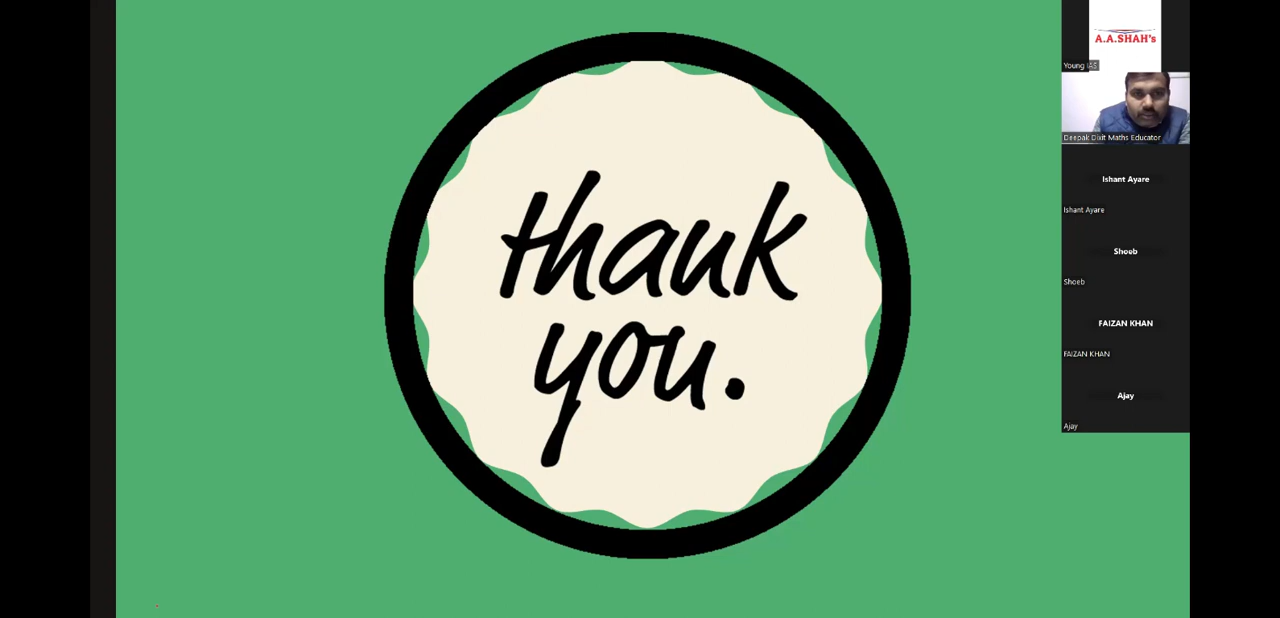 thank
you.
A.A.SHAH's
Young IAS
Deepak Dixit Maths Educator
Ishant Ayare
Ishant Ayare
Shoeb
Shoeb
FAIZAN KHAN
FAIZAN KHAN
Ajay
Ajay